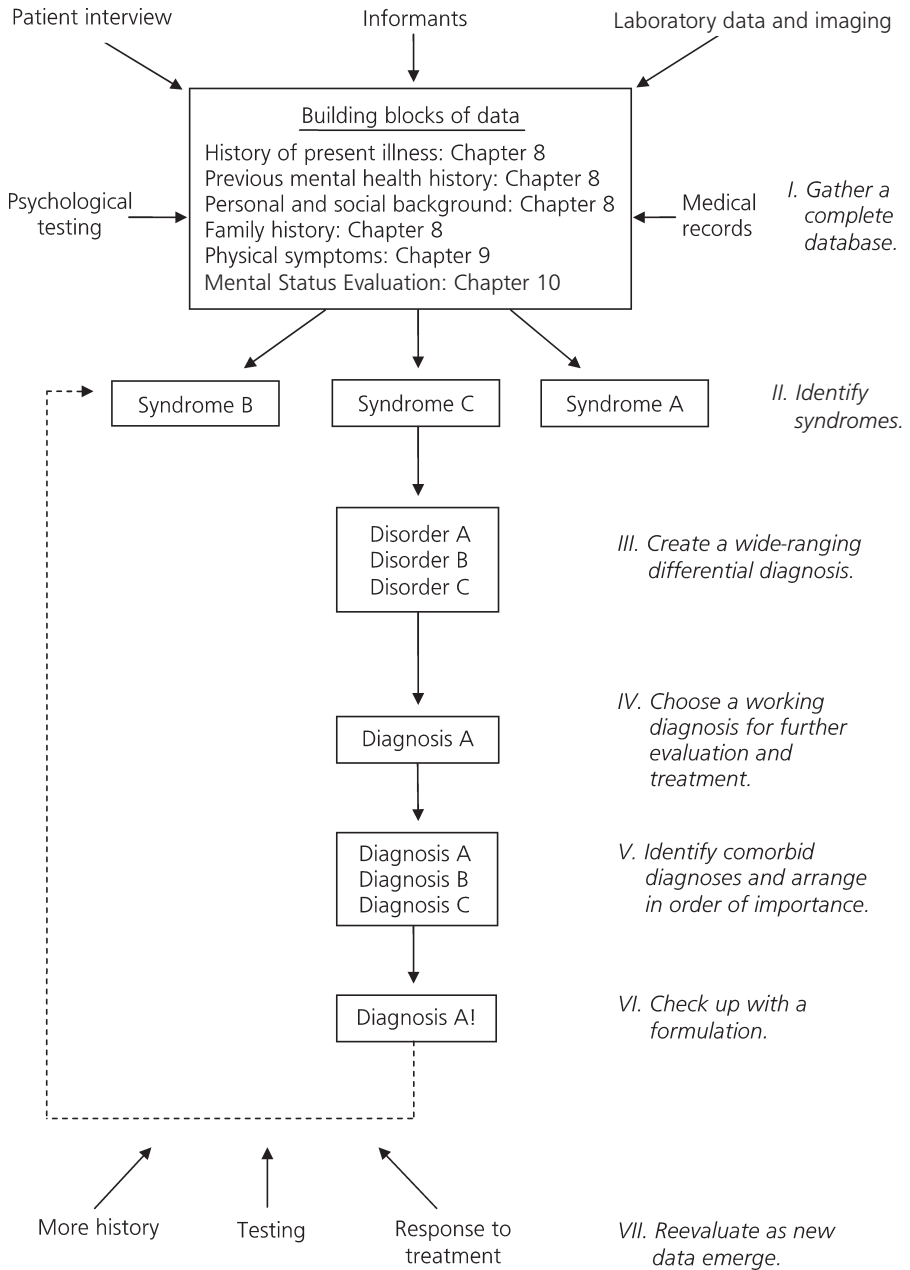 Patient interview
Informants
Laboratory data and imaging
Building blocks of data
History of present illness: Chapter 8
Previous mental health history: Chapter 8
Personal and social background: Chapter 8
Family history: Chapter 8
Physical symptoms: Chapter 9
Mental Status Evaluation: Chapter 10
Psychological
testing
Medical
records
I. Gather a
complete
database.
Syndrome B
Syndrome C
Syndrome A
II. Identify
syndromes.
Disorder A
Disorder B
Disorder C
III. Create a wide-ranging
differential diagnosis.
Diagnosis A
IV. Choose a working
diagnosis for further
evaluation and
treatment.
Diagnosis A
Diagnosis B
Diagnosis C
V. Identify comorbid
diagnoses and arrange
in order of importance.
Diagnosis A!
VI. Check up with a
formulation.
More history
Testing
Response to
treatment
VII. Reevaluate as new
data emerge.